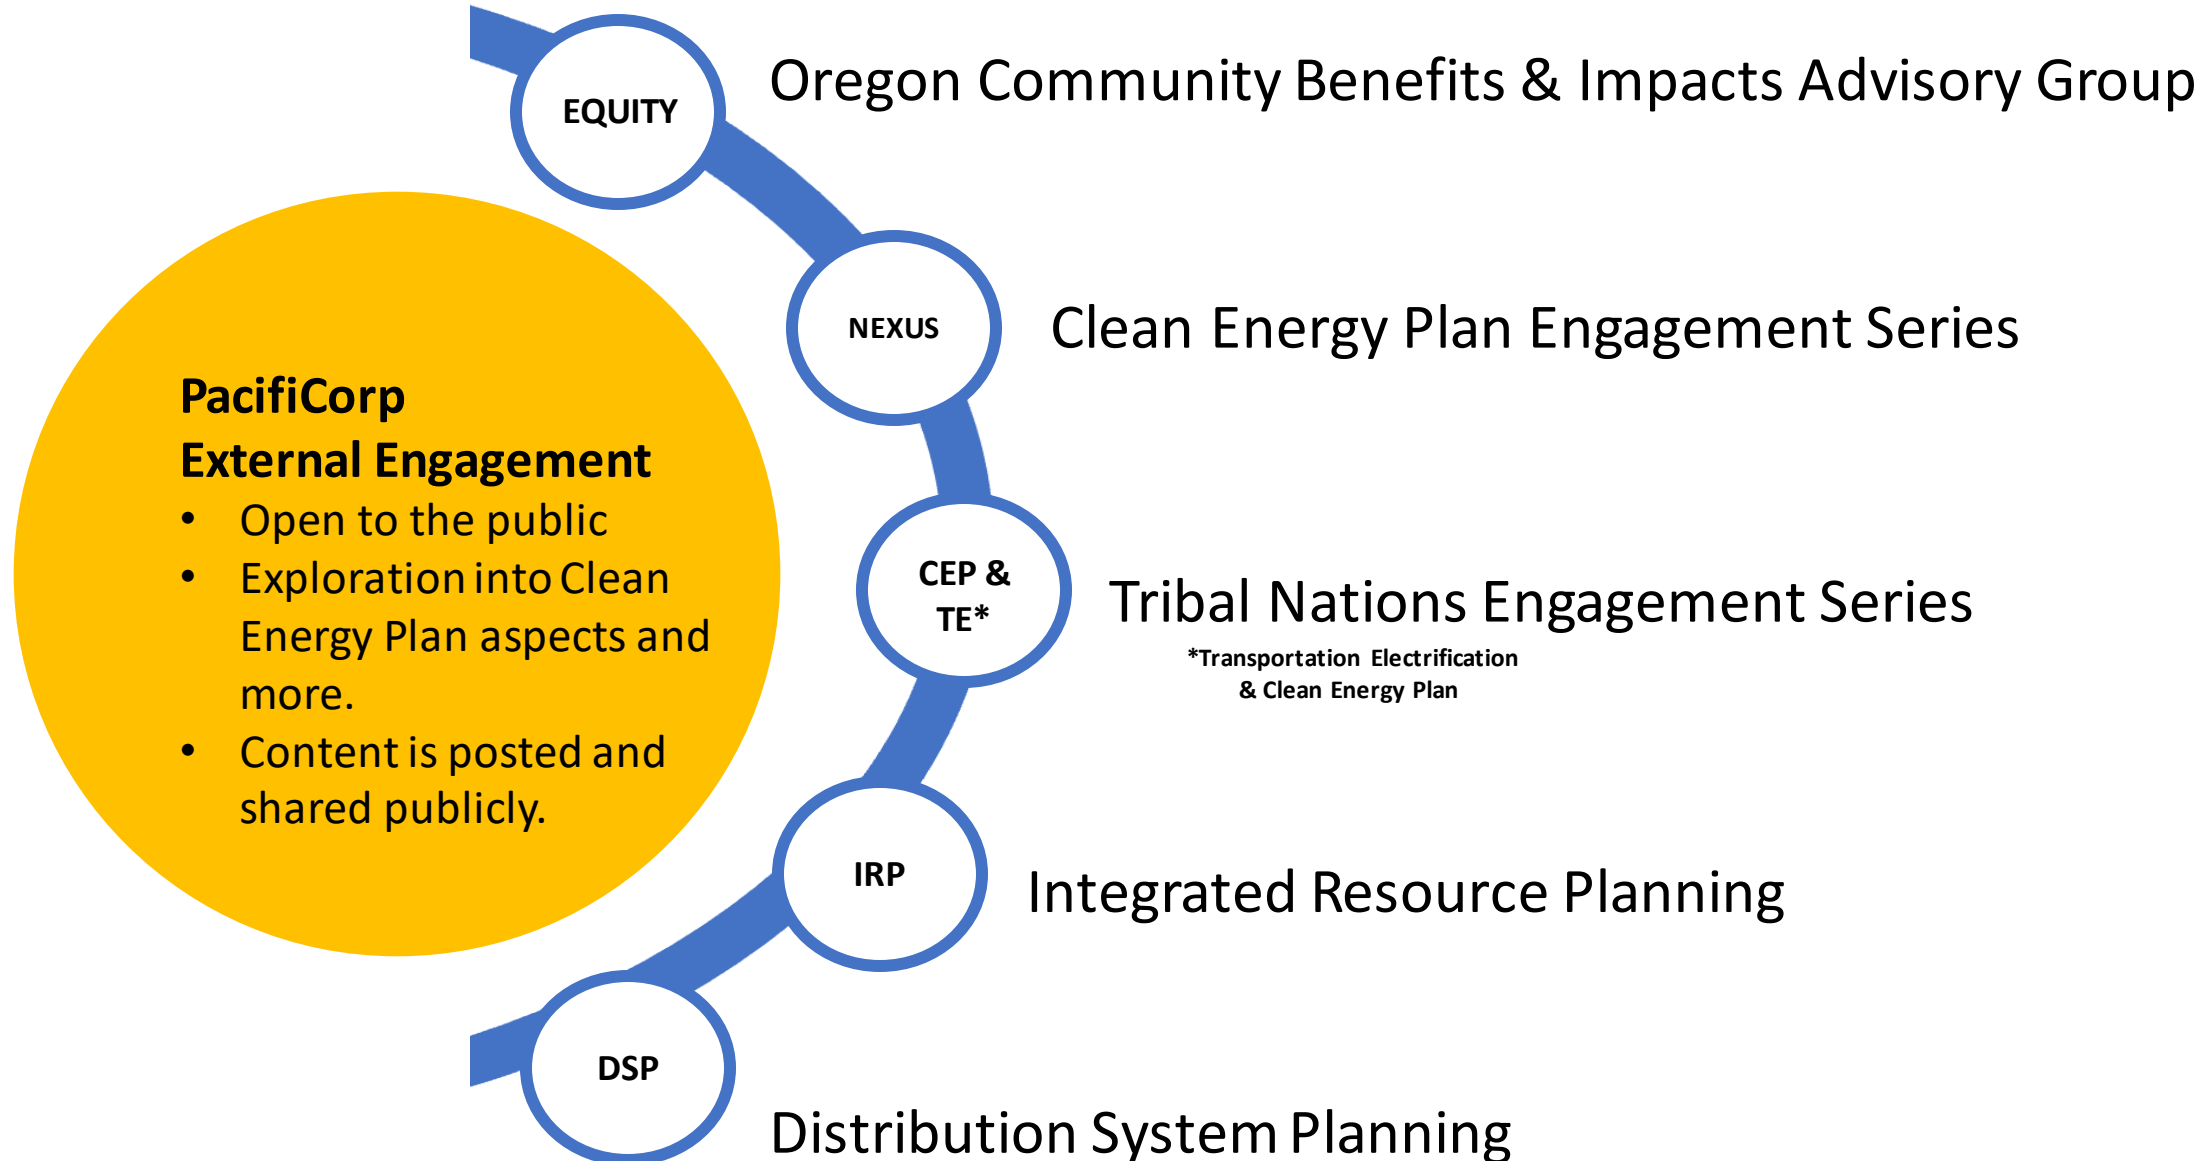 EQUITY
Oregon Community Benefits & Impacts Advisory Group
NEXUS
Clean Energy Plan Engagement Series
PacifiCorp
External Engagement
• Open to the public
• Exploration into Clean
Energy Plan aspects and
more.
• Content is posted and
shared publicly.
CEP &
TE*
Tribal Nations Engagement Series
*Transportation Electrification
& Clean Energy Plan
IRP
Integrated Resource Planning
DSP
Distribution System Planning